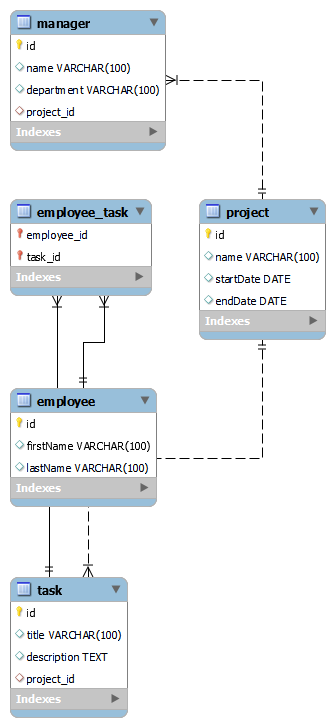 manager
id
name VARCHAR(100)
department VARCHAR(100)
project_id
Indexes
employee_task
employee_id
task_id
Indexes
project
id
name VARCHAR(100)
startDate DATE
endDate DATE
Indexes
employee
id
firstName VARCHAR(100)
lastName VARCHAR(100)
Indexes
task
id
title VARCHAR(100)
description TEXT
project_id
Indexes